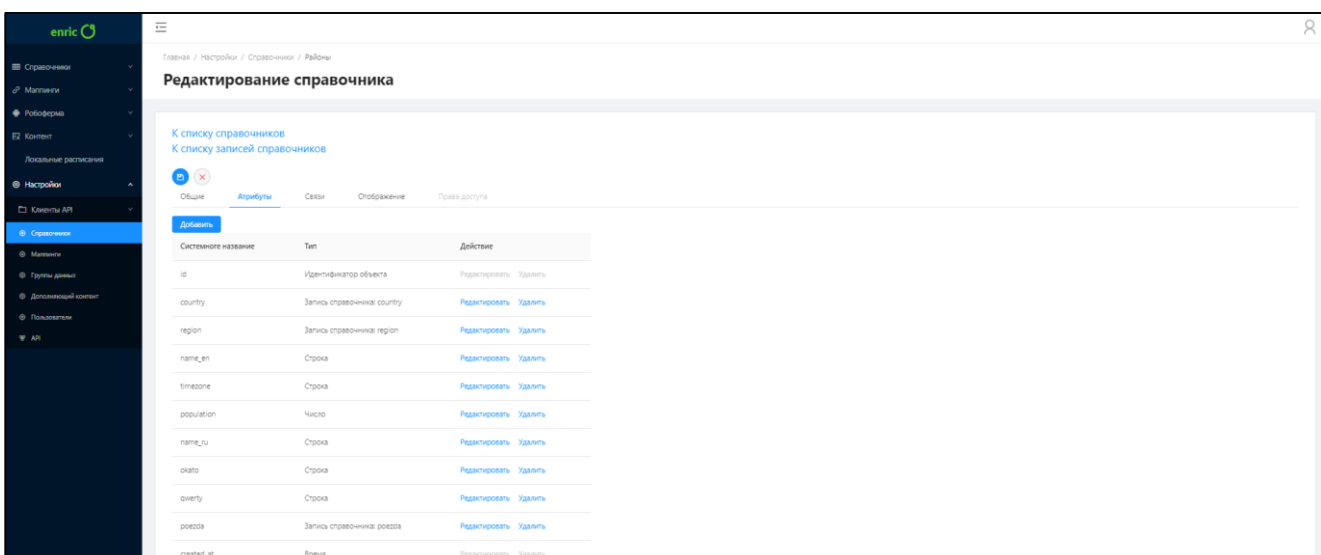 enric
Справочники
Маппинги
Робоферма
Контент
Локальные расписания
Настройки
Клиенты API
Справочники
Маппинги
Группы данных
Дополняющий контент
Пользователи
API
Главная / Настройки / Справочники / Районы
Редактирование справочника
К списку справочников
К списку записей справочников
Общие Атрибуты Связи Отображение Права доступа
Добавить
Системное название Тип Действие
id Идентификатор объекта Редактировать Удалить
country Запись справочника: country Редактировать Удалить
region Запись справочника: region Редактировать Удалить
name_en Строка Редактировать Удалить
timezone Строка Редактировать Удалить
population Число Редактировать Удалить
name_ru Строка Редактировать Удалить
okato Строка Редактировать Удалить
qwerty Строка Редактировать Удалить
poezda Запись справочника: poezda Редактировать Удалить
created_at Время Редактировать Удалить